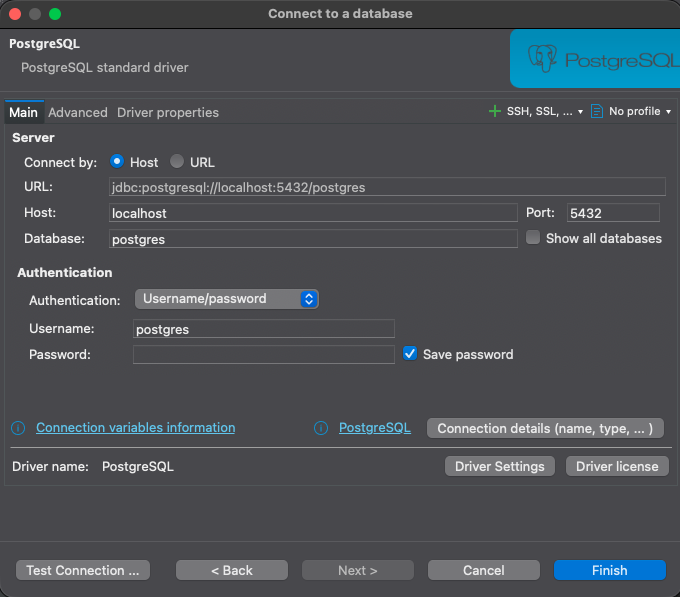 Connect to a database
PostgreSQL
PostgreSQL standard driver
PostgreSQL
Main Advanced Driver properties SSH, SSL, ... No profile
Server
Connect by: Host URL
URL: jdbc:postgresql://localhost:5432/postgres
Host: localhost Port: 5432
Database: postgres Show all databases
Authentication
Authentication: Username/password
Username: postgres
Password: Save password
Connection variables information PostgreSQL Connection details (name, type, ... )
Driver name: PostgreSQL Driver Settings Driver license
Test Connection ... < Back Next > Cancel Finish